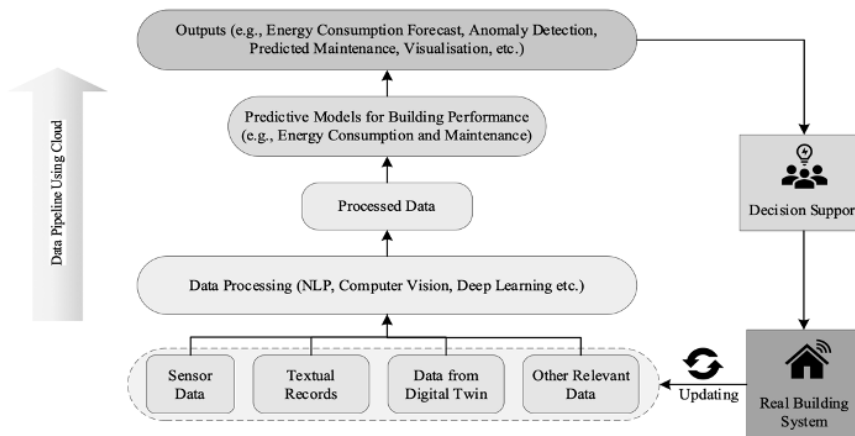 Outputs (e.g., Energy Consumption Forecast, Anomaly Detection,
Predicted Maintenance, Visualisation, etc.)
Predictive Models for Building Performance
(e.g., Energy Consumption and Maintenance)
Data Pipeline Using Cloud
Decision Support
Processed Data
Data Processing (NLP, Computer Vision, Deep Learning etc.)
Sensor
Data
Textual
Records
Data from
Digital Twin
Other Relevant
Data
Updating
Real Building
System